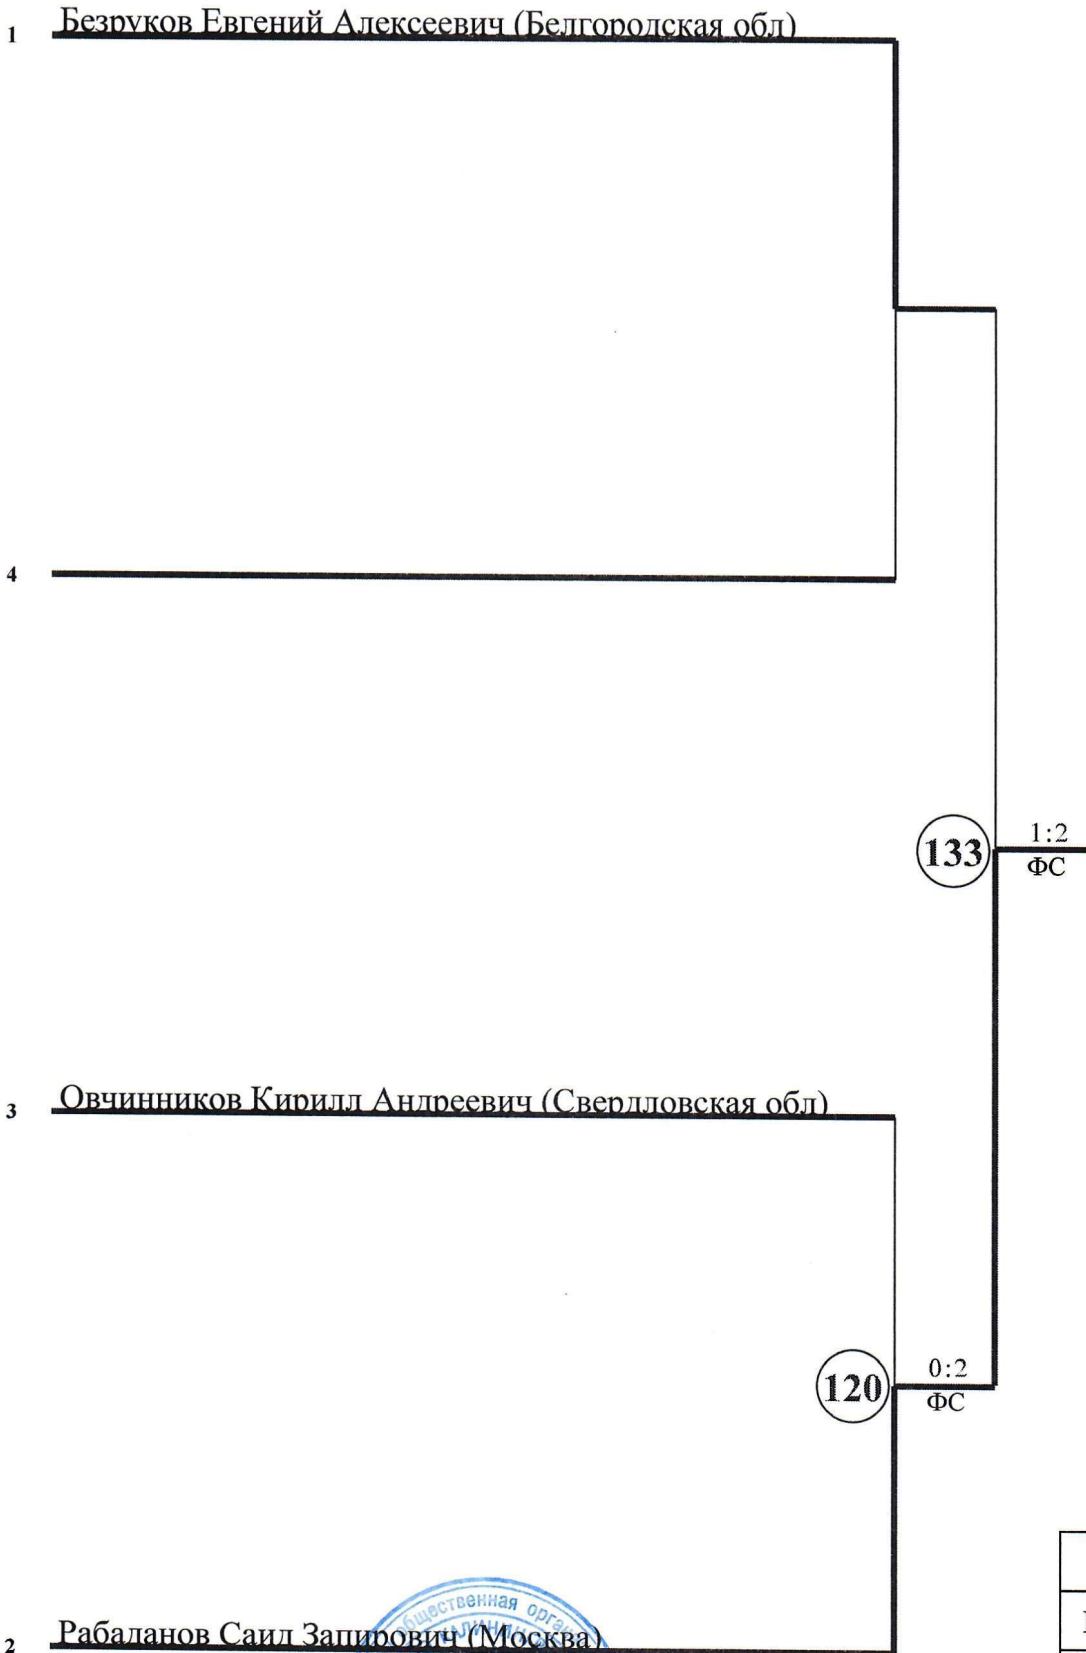 1 Безруков Евгений Алексеевич (Белгородская обл)
4
133 1:2
ФС
3 Овчинников Кирилл Андреевич (Свердловская обл)
120 0:2
ФС
общественная
2 Рабаданов Саид Запирович (Москва)